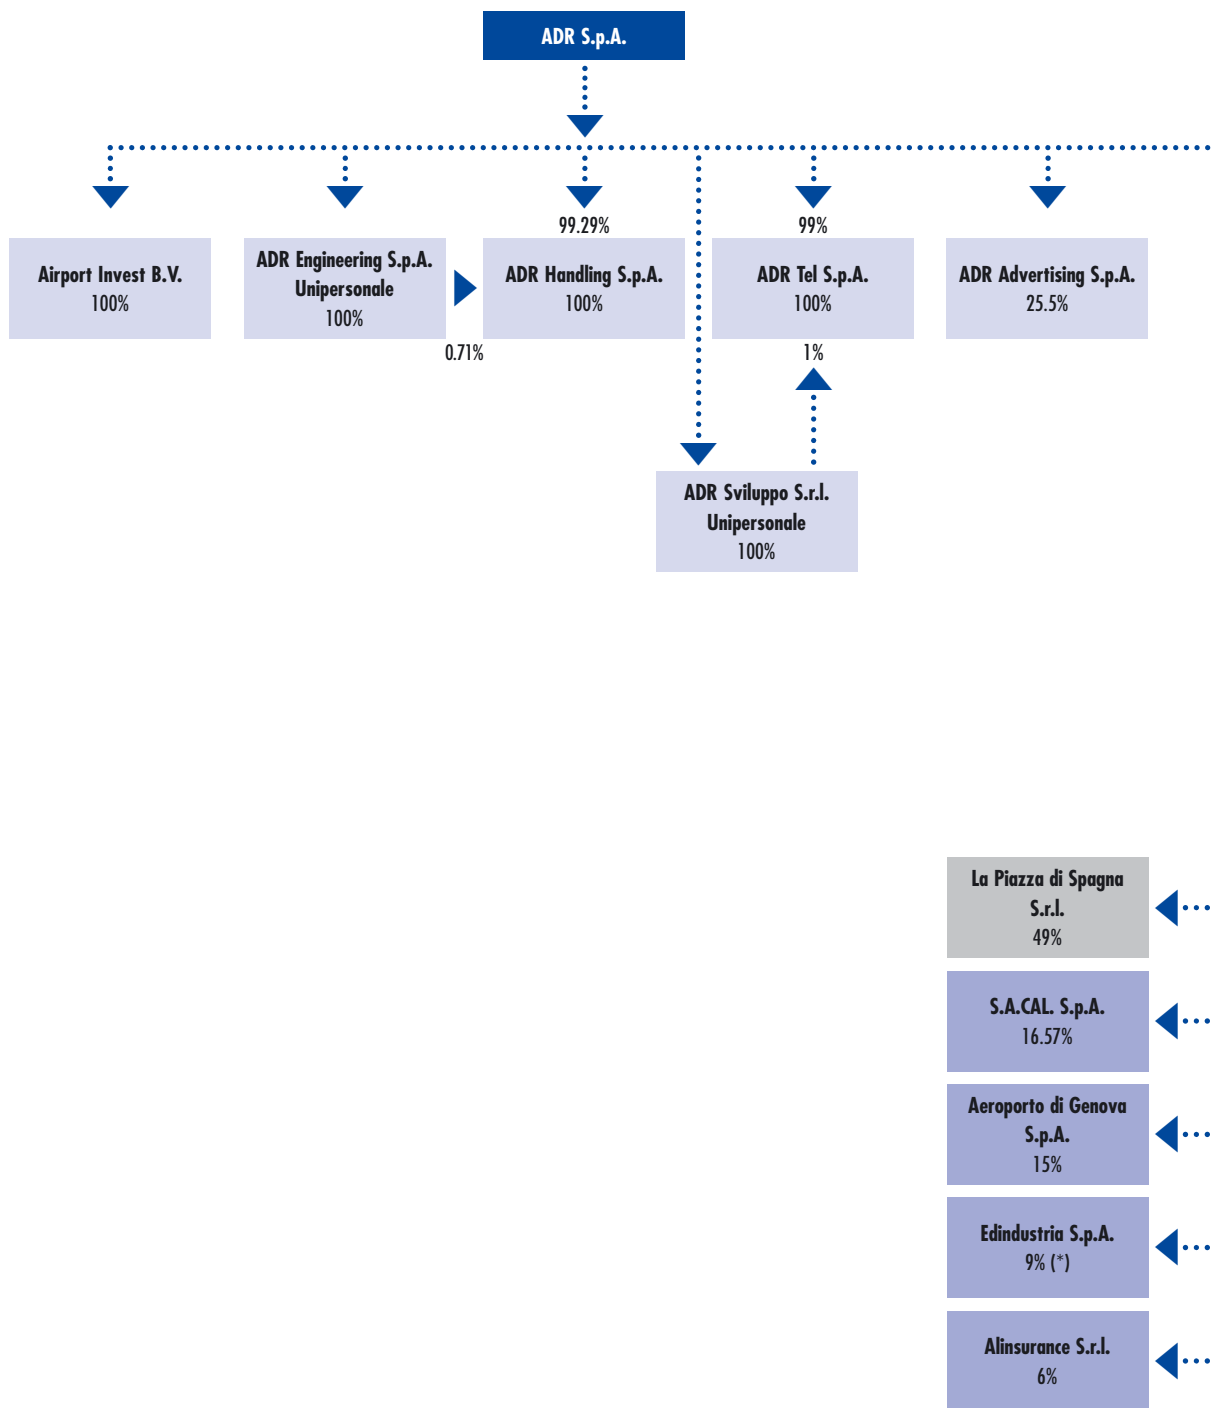 ADR S.p.A.
99.29%
99%
Airport Invest B.V.
100%
ADR Engineering S.p.A.
Unipersonale
100%
ADR Handling S.p.A.
100%
ADR Tel S.p.A.
100%
ADR Advertising S.p.A.
25.5%
0.71%
1%
ADR Sviluppo S.r.l.
Unipersonale
100%
La Piazza di Spagna
S.r.l.
49%
S.A.CAL. S.p.A.
16.57%
Aeroporto di Genova
S.p.A.
15%
Edindustria S.p.A.
9% (*)
Alinsurance S.r.l.
6%